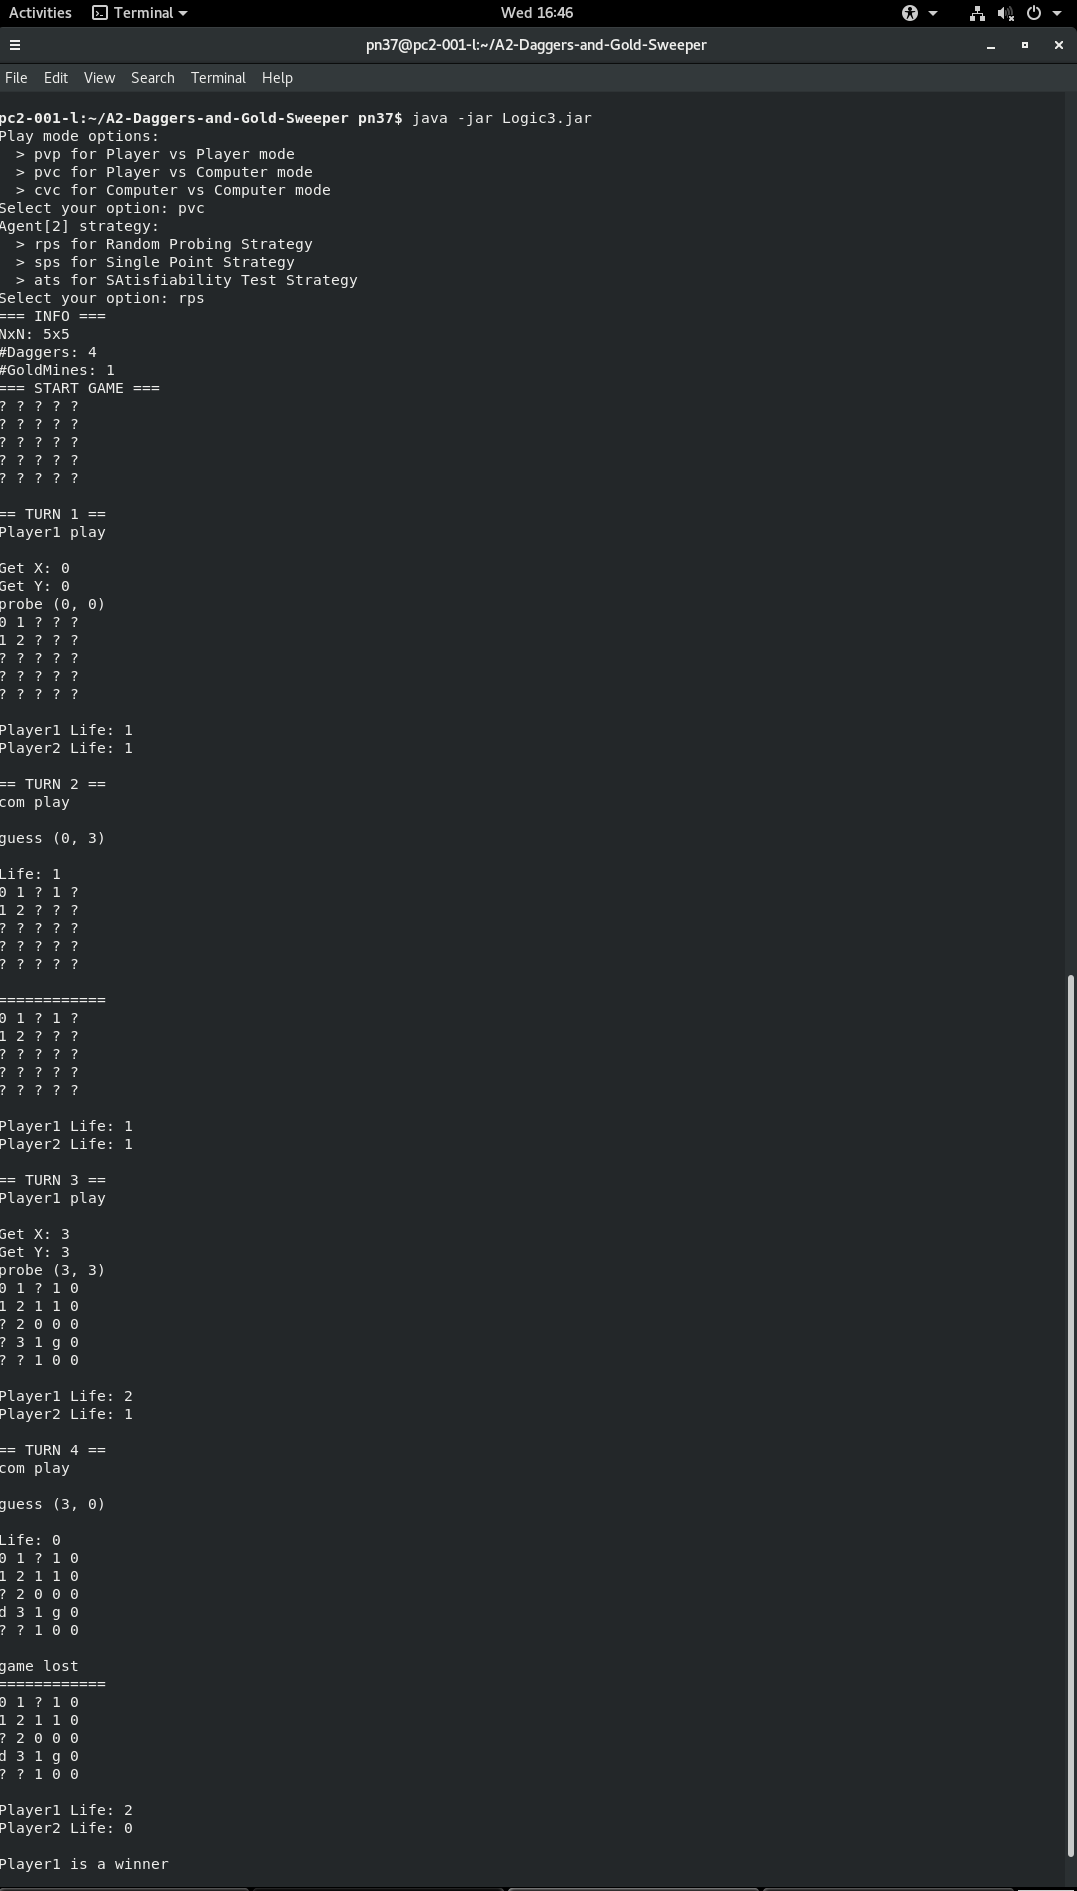 Activities Terminal Wed 16:46
pn37@pc2-001-l:~/A2-Daggers-and-Gold-Sweeper
File Edit View Search Terminal Help
pc2-001-l:~/A2-Daggers-and-Gold-Sweeper pn37$ java -jar Logic3.jar
Play mode options:
> pvp for Player vs Player mode
> pvc for Player vs Computer mode
> cvc for Computer vs Computer mode
Select your option: pvc
Agent[2] strategy:
> rps for Random Probing Strategy
> sps for Single Point Strategy
> ats for SAtisfiability Test Strategy
Select your option: rps
=== INFO ===
NxN: 5x5
#Daggers: 4
#GoldMines: 1
=== START GAME ===
? ? ? ? ?
? ? ? ? ?
? ? ? ? ?
? ? ? ? ?
? ? ? ? ?
== TURN 1 ==
Player1 play
Get X: 0
Get Y: 0
probe (0, 0)
0 1 ? ? ?
1 2 ? ? ?
? ? ? ? ?
? ? ? ? ?
? ? ? ? ?
Player1 Life: 1
Player2 Life: 1
== TURN 2 ==
com play
guess (0, 3)
Life: 1
0 1 ? 1 ?
1 2 ? ? ?
? ? ? ? ?
? ? ? ? ?
? ? ? ? ?
============
0 1 ? 1 ?
1 2 ? ? ?
? ? ? ? ?
? ? ? ? ?
? ? ? ? ?
Player1 Life: 1
Player2 Life: 1
== TURN 3 ==
Player1 play
Get X: 3
Get Y: 3
probe (3, 3)
0 1 ? 1 0
1 2 1 1 0
? 2 0 0 0
? 3 1 g 0
? ? 1 0 0
Player1 Life: 2
Player2 Life: 1
== TURN 4 ==
com play
guess (3, 0)
Life: 0
0 1 ? 1 0
1 2 1 1 0
? 2 0 0 0
d 3 1 g 0
? ? 1 0 0
game lost
============
0 1 ? 1 0
1 2 1 1 0
? 2 0 0 0
d 3 1 g 0
? ? 1 0 0
Player1 Life: 2
Player2 Life: 0
Player1 is a winner